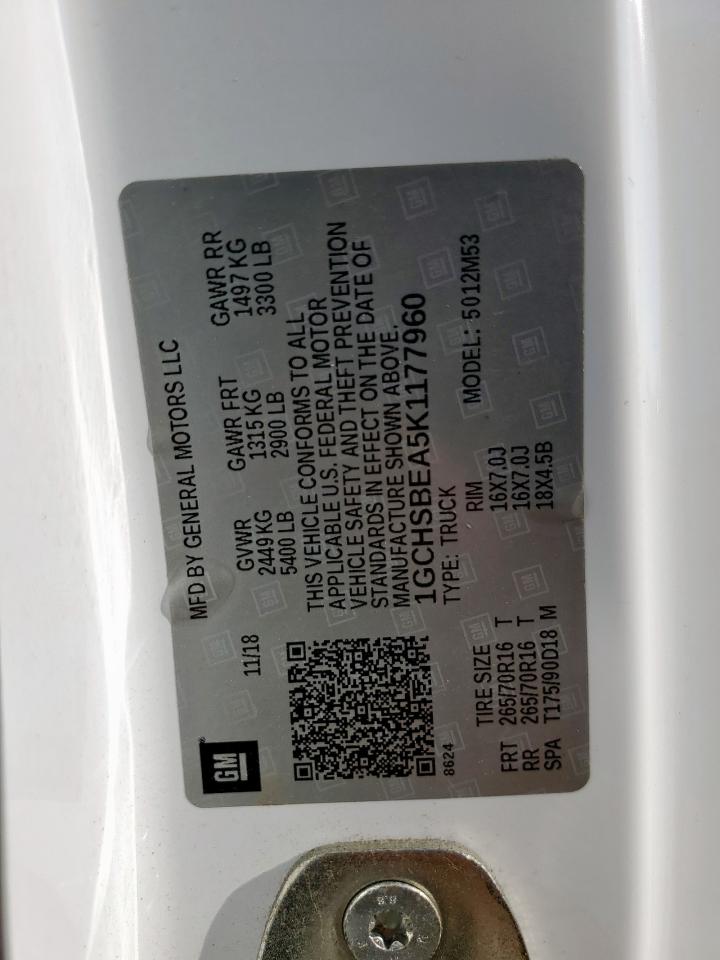 GM
MFD BY GENERAL MOTORS LLC
11/18
GVWR GAWR FRT GAWR RR
2449 KG 1315 KG 1497 KG
5400 LB 2900 LB 3300 LB
THIS VEHICLE CONFORMS TO ALL
APPLICABLE U.S. FEDERAL MOTOR
VEHICLE SAFETY AND THEFT PREVENTION
STANDARDS IN EFFECT ON THE DATE OF
MANUFACTURE SHOWN ABOVE.
1GCHSBEA5K1177960
8624
TYPE: TRUCK MODEL: 5012M53
TIRE SIZE RIM
FRT 265/70R16 T 16X7.0J
RR 265/70R16 T 16X7.0J
SPA T175/90D18 M 18X4.5B
8.8